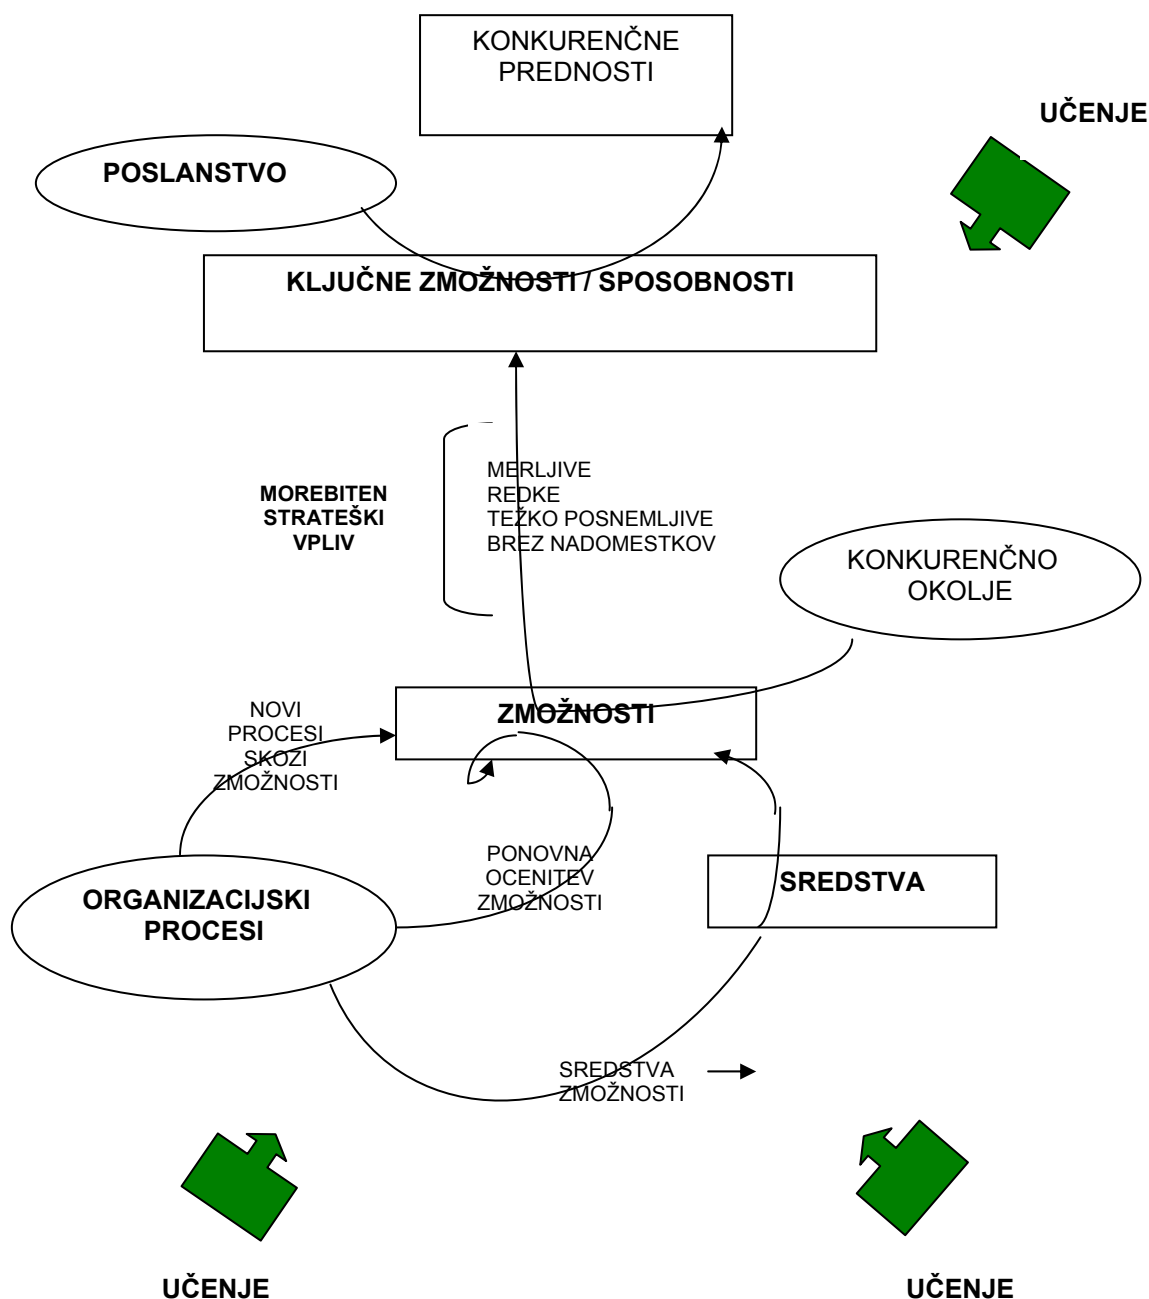 KONKURENČNE
PREDNOSTI
UČENJE
POSLANSTVO
KLJUČNE ZMOŽNOSTI / SPOSOBNOSTI
MERLJIVE
REDKE
TEŽKO POSNEMLJIVE
BREZ NADOMESTKOV
MOREBITEN
STRATEŠKI
VPLIV
KONKURENČNO
OKOLJE
ZMOŽNOSTI
NOVI
PROCESI
SKOZI
ZMOŽNOSTI
PONOVNA
OCENITEV
ZMOŽNOSTI
SREDSTVA
ORGANIZACIJSKI
PROCESI
SREDSTVA
ZMOŽNOSTI
UČENJE
UČENJE